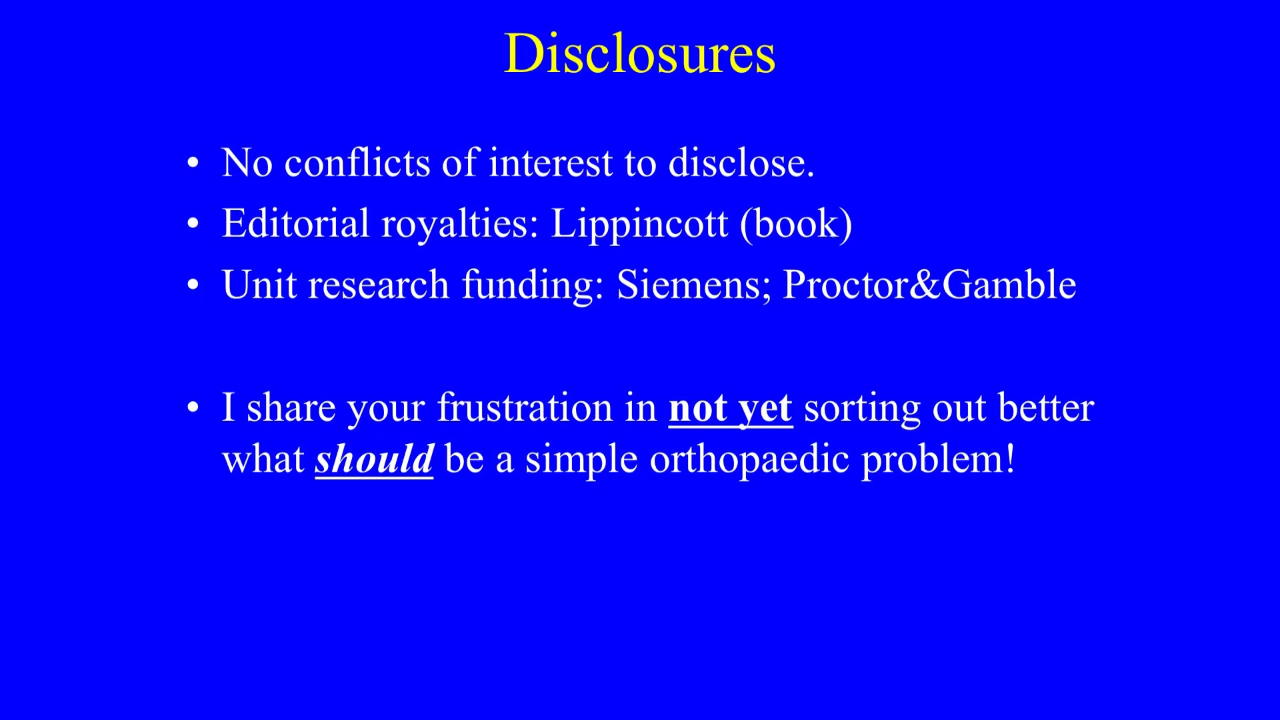 Disclosures
• No conflicts of interest to disclose.
• Editorial royalties: Lippincott (book)
• Unit research funding: Siemens; Proctor&Gamble
• I share your frustration in not yet sorting out better
what should be a simple orthopaedic problem!